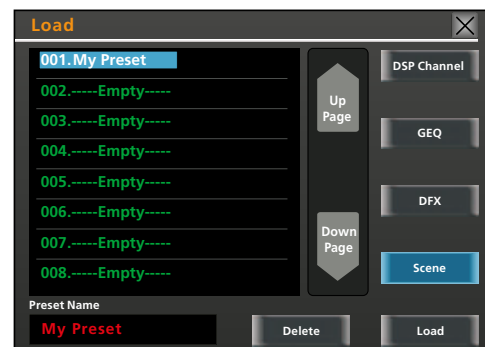 Load
001.My Preset
002.-----Empty-----
003.-----Empty-----
004.-----Empty-----
005.-----Empty-----
006.-----Empty-----
007.-----Empty-----
008.-----Empty-----
Up
Page
Down
Page
DSP Channel
GEQ
DFX
Scene
Preset Name
My Preset
Delete
Load